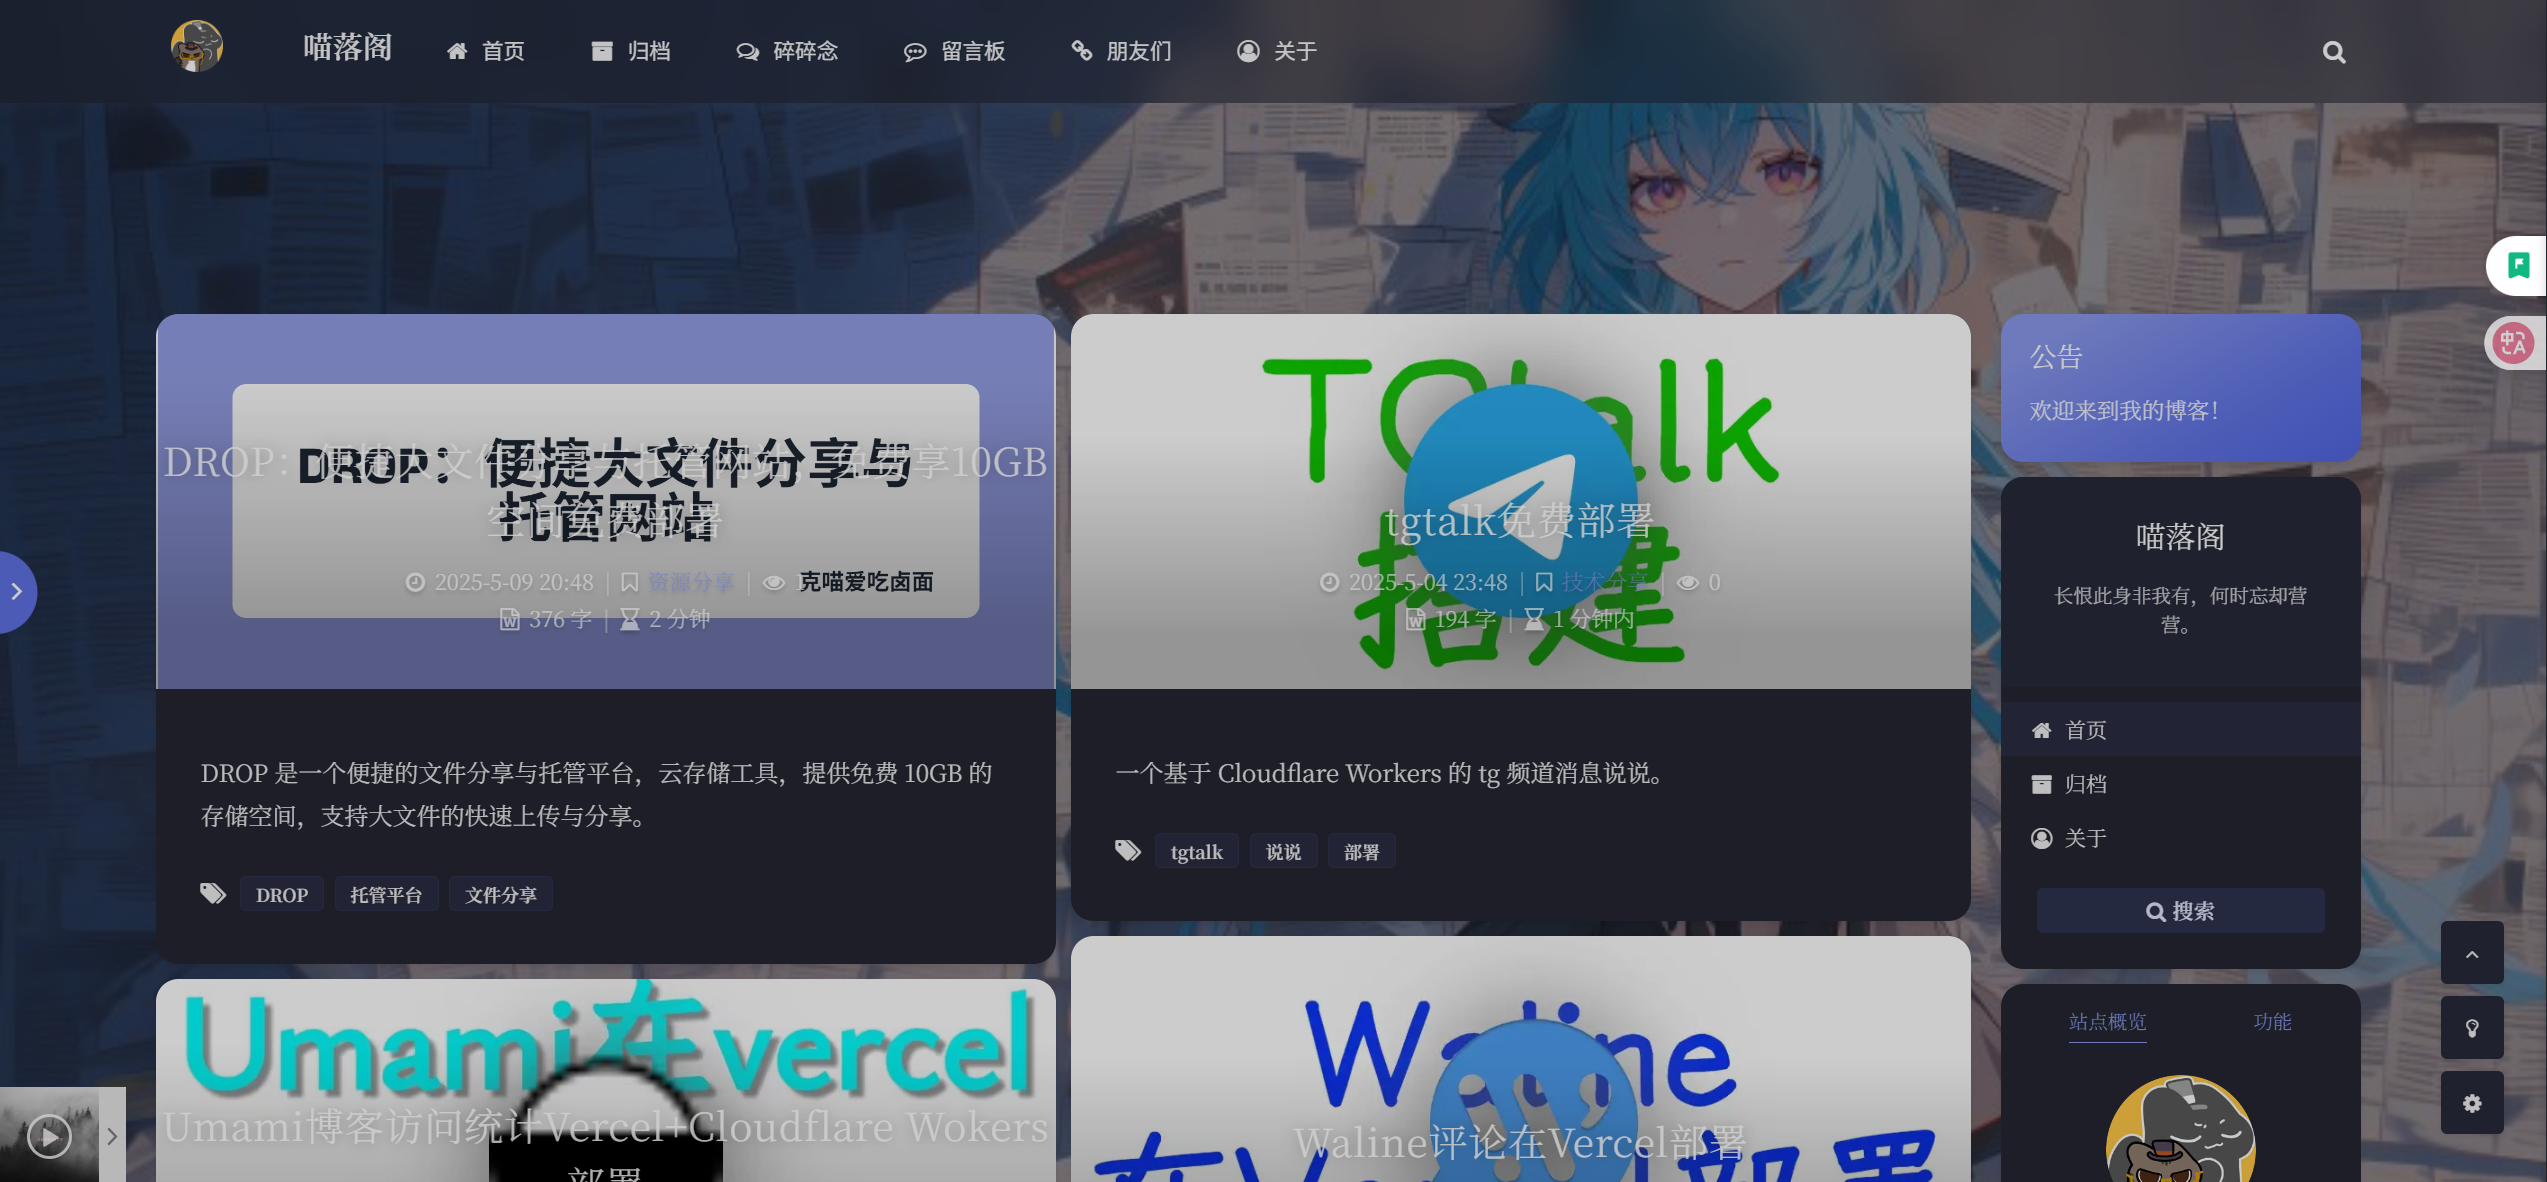 喵落阁
首页
归档
碎碎念
留言板
朋友们
关于
DROP：便捷大文件分享与托管网站，免费享10GB
空间免费部署
DROP：便捷大文件分享与
托管网站
2025-5-09 20:48 | 资源分享 |
克喵爱吃卤面
376 字 | 2 分钟
DROP 是一个便捷的文件分享与托管平台，云存储工具，提供免费 10GB 的
存储空间，支持大文件的快速上传与分享。
DROP 托管平台 文件分享
TGtalk
搭建
tgtalk免费部署
2025-5-04 23:48 | 技术分享 | 0
194 字 | 1 分钟内
一个基于 Cloudflare Workers 的 tg 频道消息说说。
tgtalk 说说 部署
Umami在vercel
Umami博客访问统计Vercel+Cloudflare Wokers
部署
Waline
在Vercel部署
Waline评论在Vercel部署
公告
欢迎来到我的博客！
喵落阁
长恨此身非我有，何时忘却营
营。
首页
归档
关于
搜索
站点概览 功能